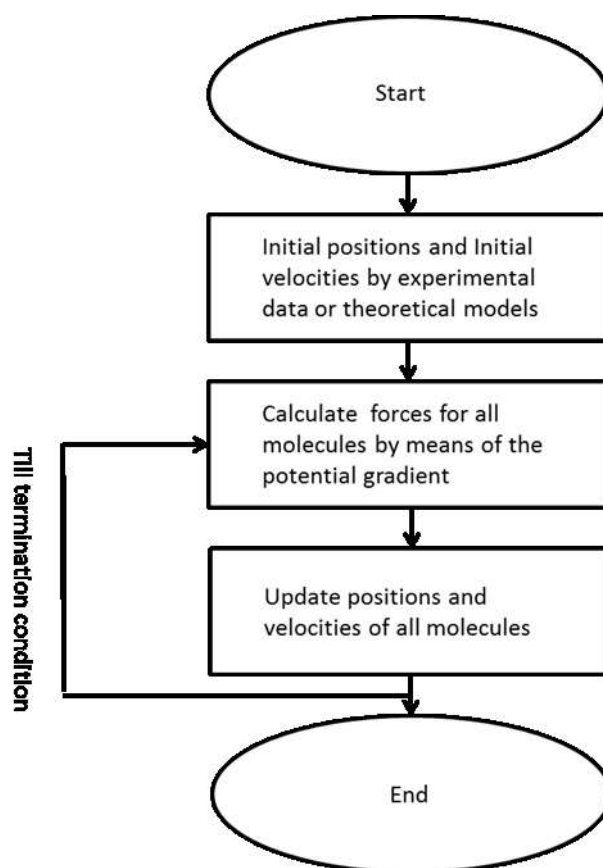 Start
Initial positions and Initial
velocities by experimental
data or theoretical models
Calculate forces for all
molecules by means of the
potential gradient
Till termination condition
Update positions and
velocities of all molecules
End